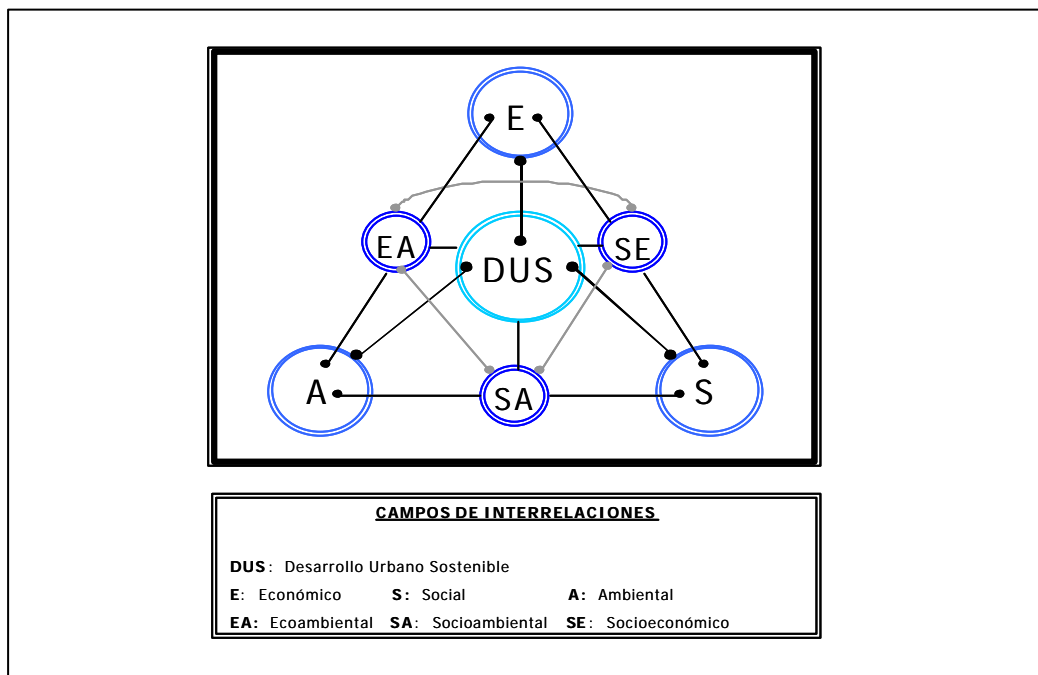 E
EA
DUS
SE
A
SA
S
CAMPOS DE INTERRELACIONES
DUS: Desarrollo Urbano Sostenible
E: Económico S: Social A: Ambiental
EA: Ecoambiental SA: Socioambiental SE: Socioeconómico